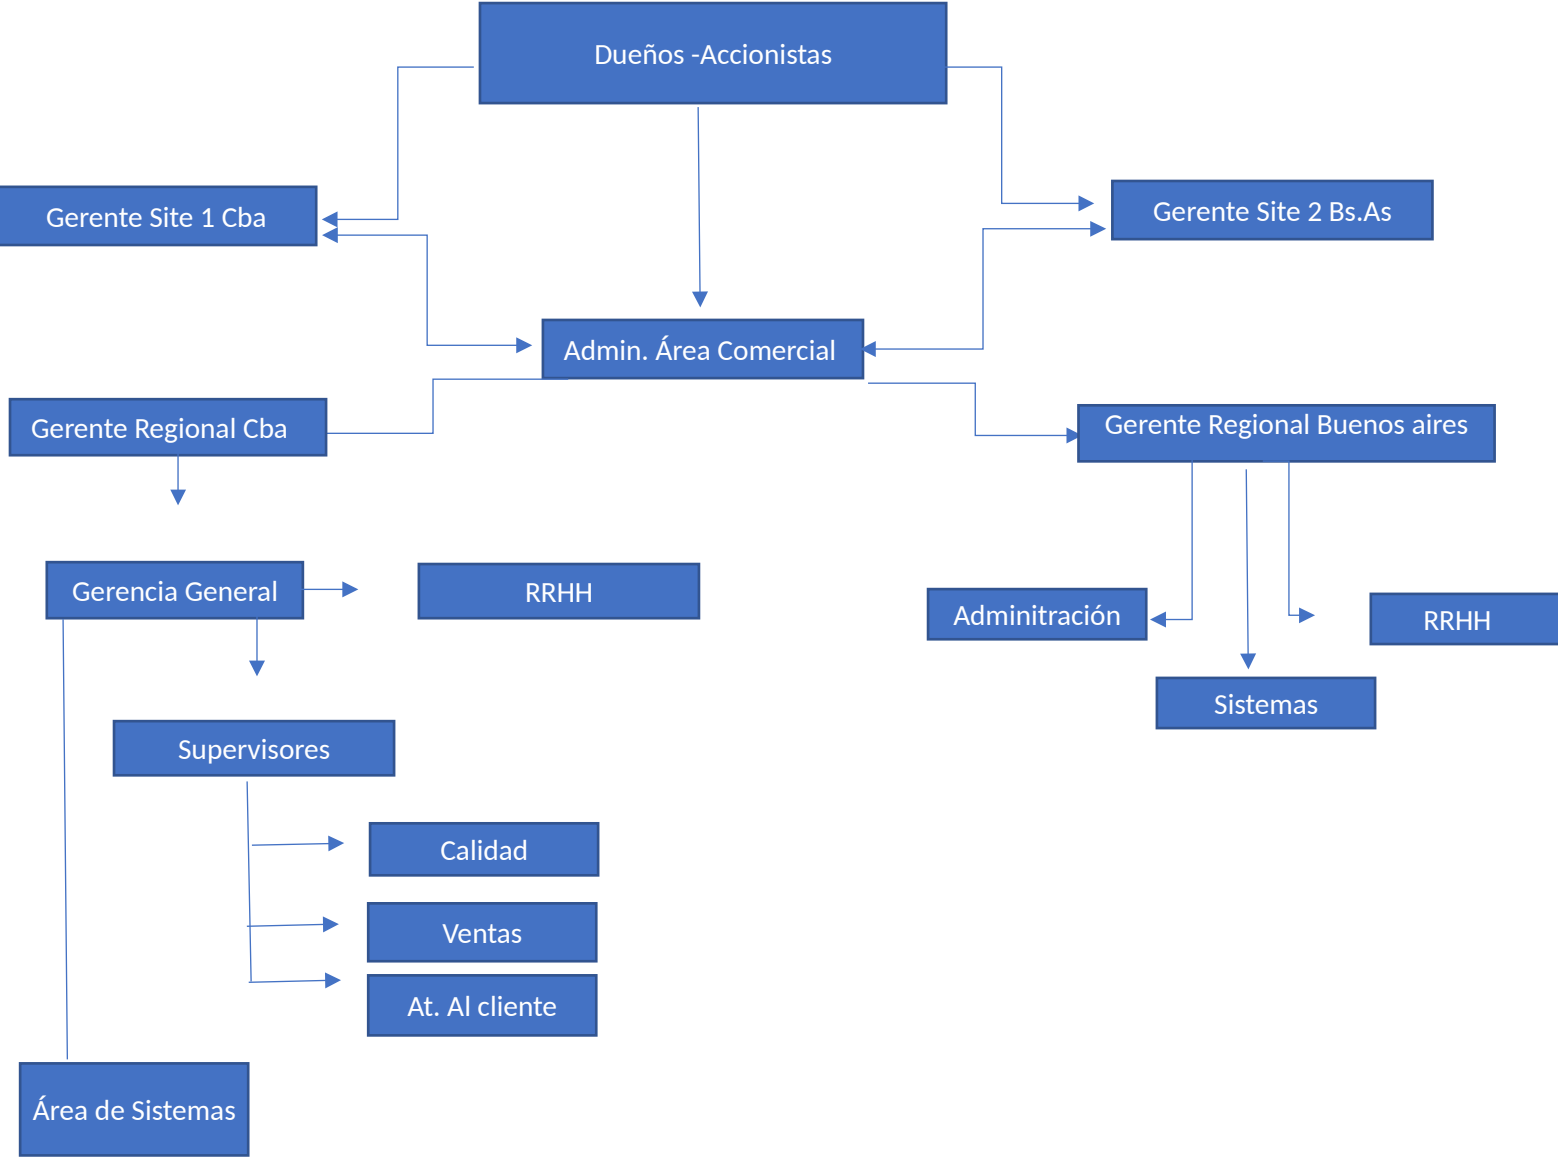 Dueños -Accionistas
Gerente Site 1 Cba
Gerente Site 2 Bs.As
Admin. Área Comercial
Gerente Regional Cba
Gerente Regional Buenos aires
Gerencia General
RRHH
Adminitración
RRHH
Sistemas
Supervisores
Calidad
Ventas
At. Al cliente
Área de Sistemas